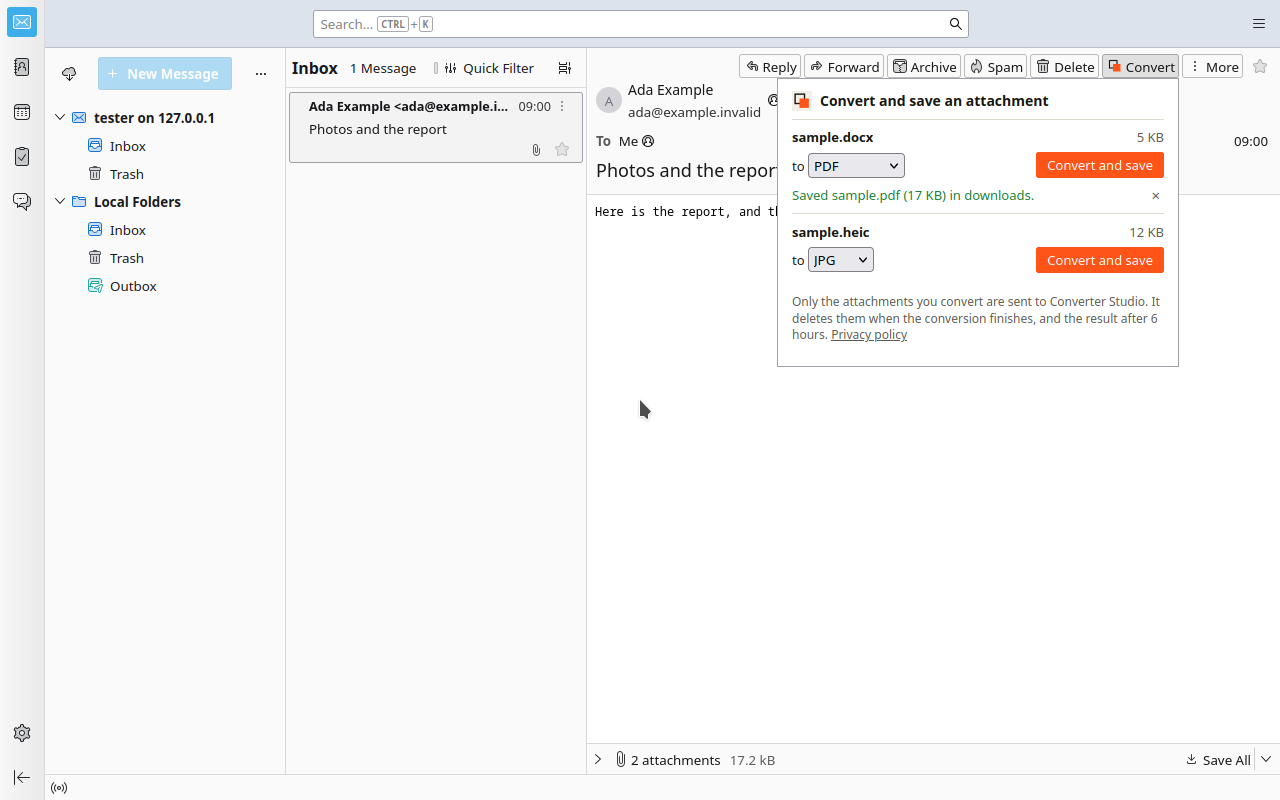 Search... CTRL + K
New Message
tester on 127.0.0.1
Inbox
Trash
Local Folders
Inbox
Trash
Outbox
Inbox 1 Message Quick Filter
Ada Example <ada@example.i... 09:00
Photos and the report
Reply Forward Archive Spam Delete Convert More
A
Ada Example
ada@example.invalid
To Me
09:00
Photos and the repor
Here is the report, and th
Convert and save an attachment
sample.docx 5 KB
to PDF Convert and save
Saved sample.pdf (17 KB) in downloads. ×
sample.heic 12 KB
to JPG Convert and save
Only the attachments you convert are sent to Converter Studio. It
deletes them when the conversion finishes, and the result after 6
hours. Privacy policy
2 attachments 17.2 kB Save All